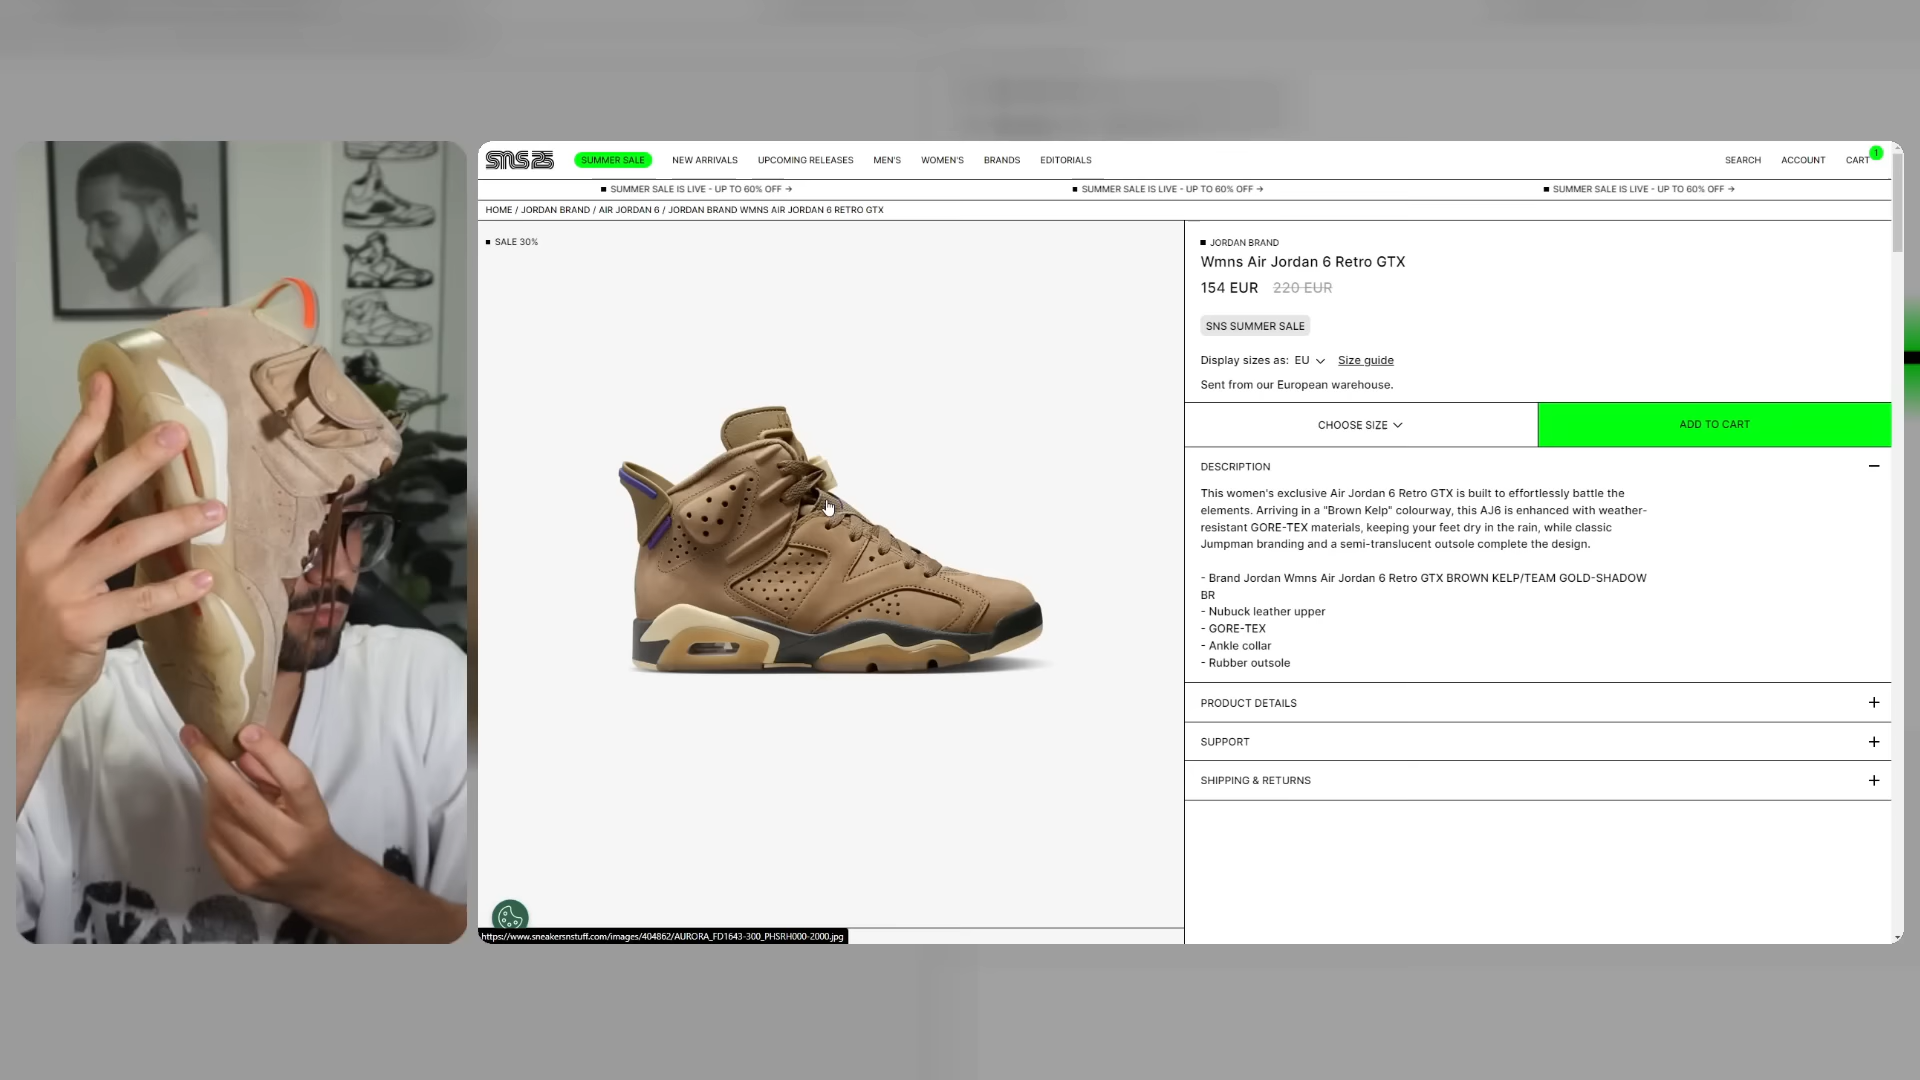 SNS 25
SUMMER SALE
NEW ARRIVALS
UPCOMING RELEASES
MEN'S
WOMEN'S
BRANDS
EDITORIALS
SEARCH
ACCOUNT
CART
1
SUMMER SALE IS LIVE - UP TO 60% OFF →
SUMMER SALE IS LIVE - UP TO 60% OFF →
SUMMER SALE IS LIVE - UP TO 60% OFF →
HOME / JORDAN BRAND / AIR JORDAN 6 / JORDAN BRAND WMNS AIR JORDAN 6 RETRO GTX
SALE 30%
JORDAN BRAND
Wmns Air Jordan 6 Retro GTX
154 EUR 220 EUR
SNS SUMMER SALE
Display sizes as: EU Size guide
Sent from our European warehouse.
CHOOSE SIZE
ADD TO CART
DESCRIPTION
This women's exclusive Air Jordan 6 Retro GTX is built to effortlessly battle the
elements. Arriving in a "Brown Kelp" colourway, this AJ6 is enhanced with weather-
resistant GORE-TEX materials, keeping your feet dry in the rain, while classic
Jumpman branding and a semi-translucent outsole complete the design.
- Brand Jordan Wmns Air Jordan 6 Retro GTX BROWN KELP/TEAM GOLD-SHADOW
BR
- Nubuck leather upper
- GORE-TEX
- Ankle collar
- Rubber outsole
PRODUCT DETAILS
SUPPORT
SHIPPING & RETURNS
https://www.sneakersnstuff.com/images/404862/AURORA_FD1643-300_PHSRH000-2000.jpg